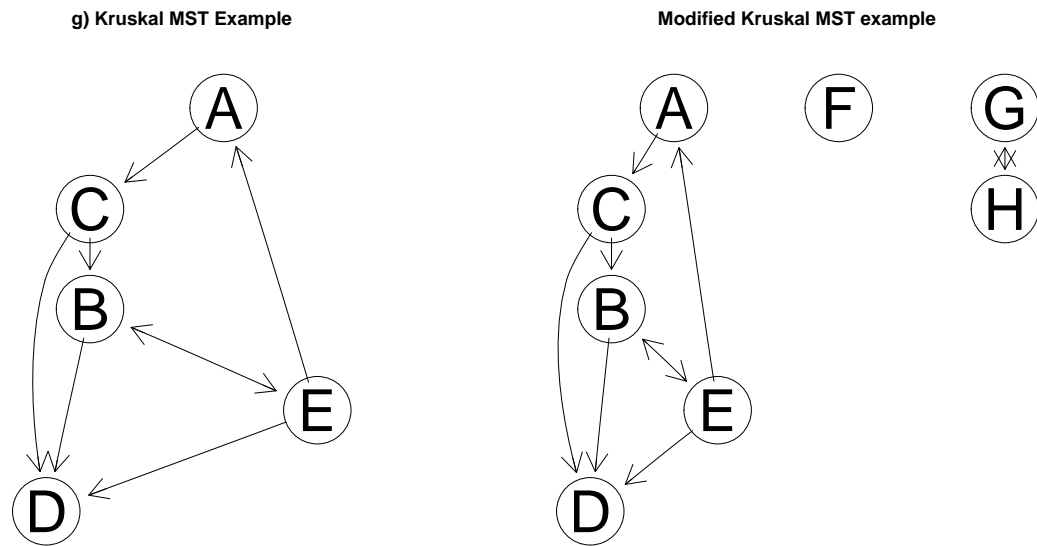 g) Kruskal MST Example
A
C
B
E
D
Modified Kruskal MST example
A
F
G
C
H
B
E
D